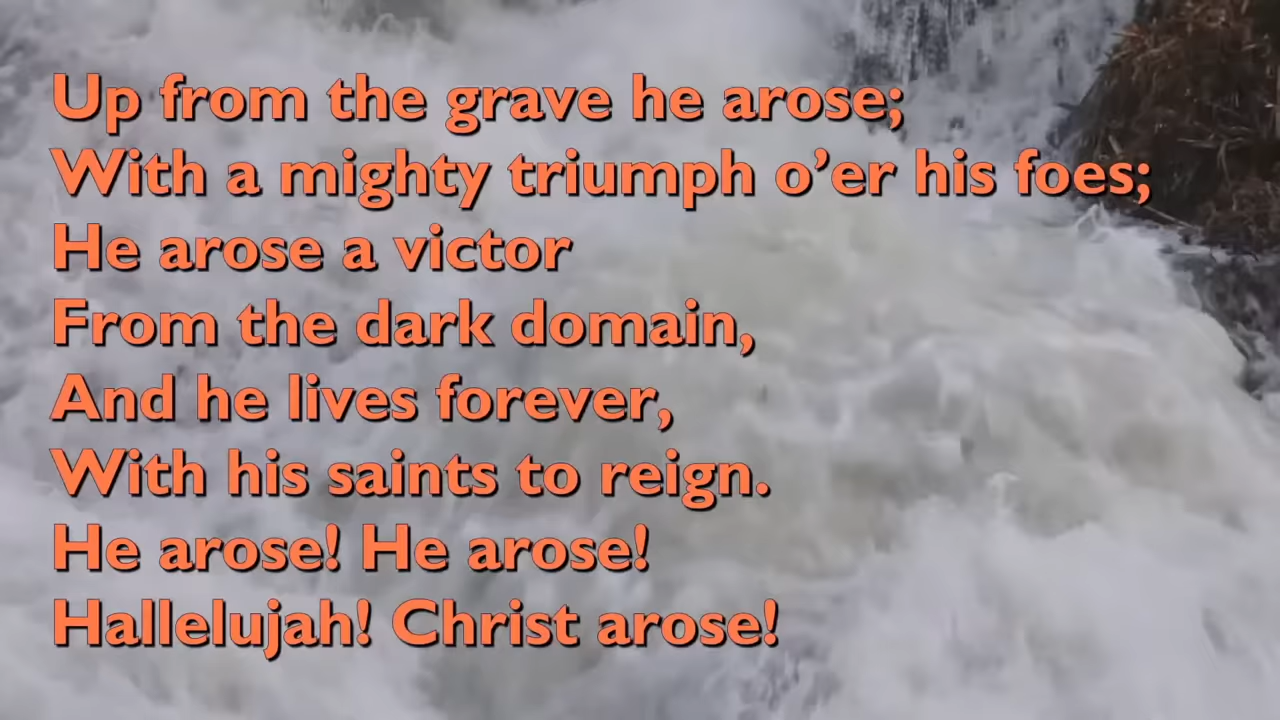 Up from the grave he arose;
With a mighty triumph o’er his foes;
He arose a victor
From the dark domain,
And he lives forever,
With his saints to reign.
He arose! He arose!
Hallelujah! Christ arose!